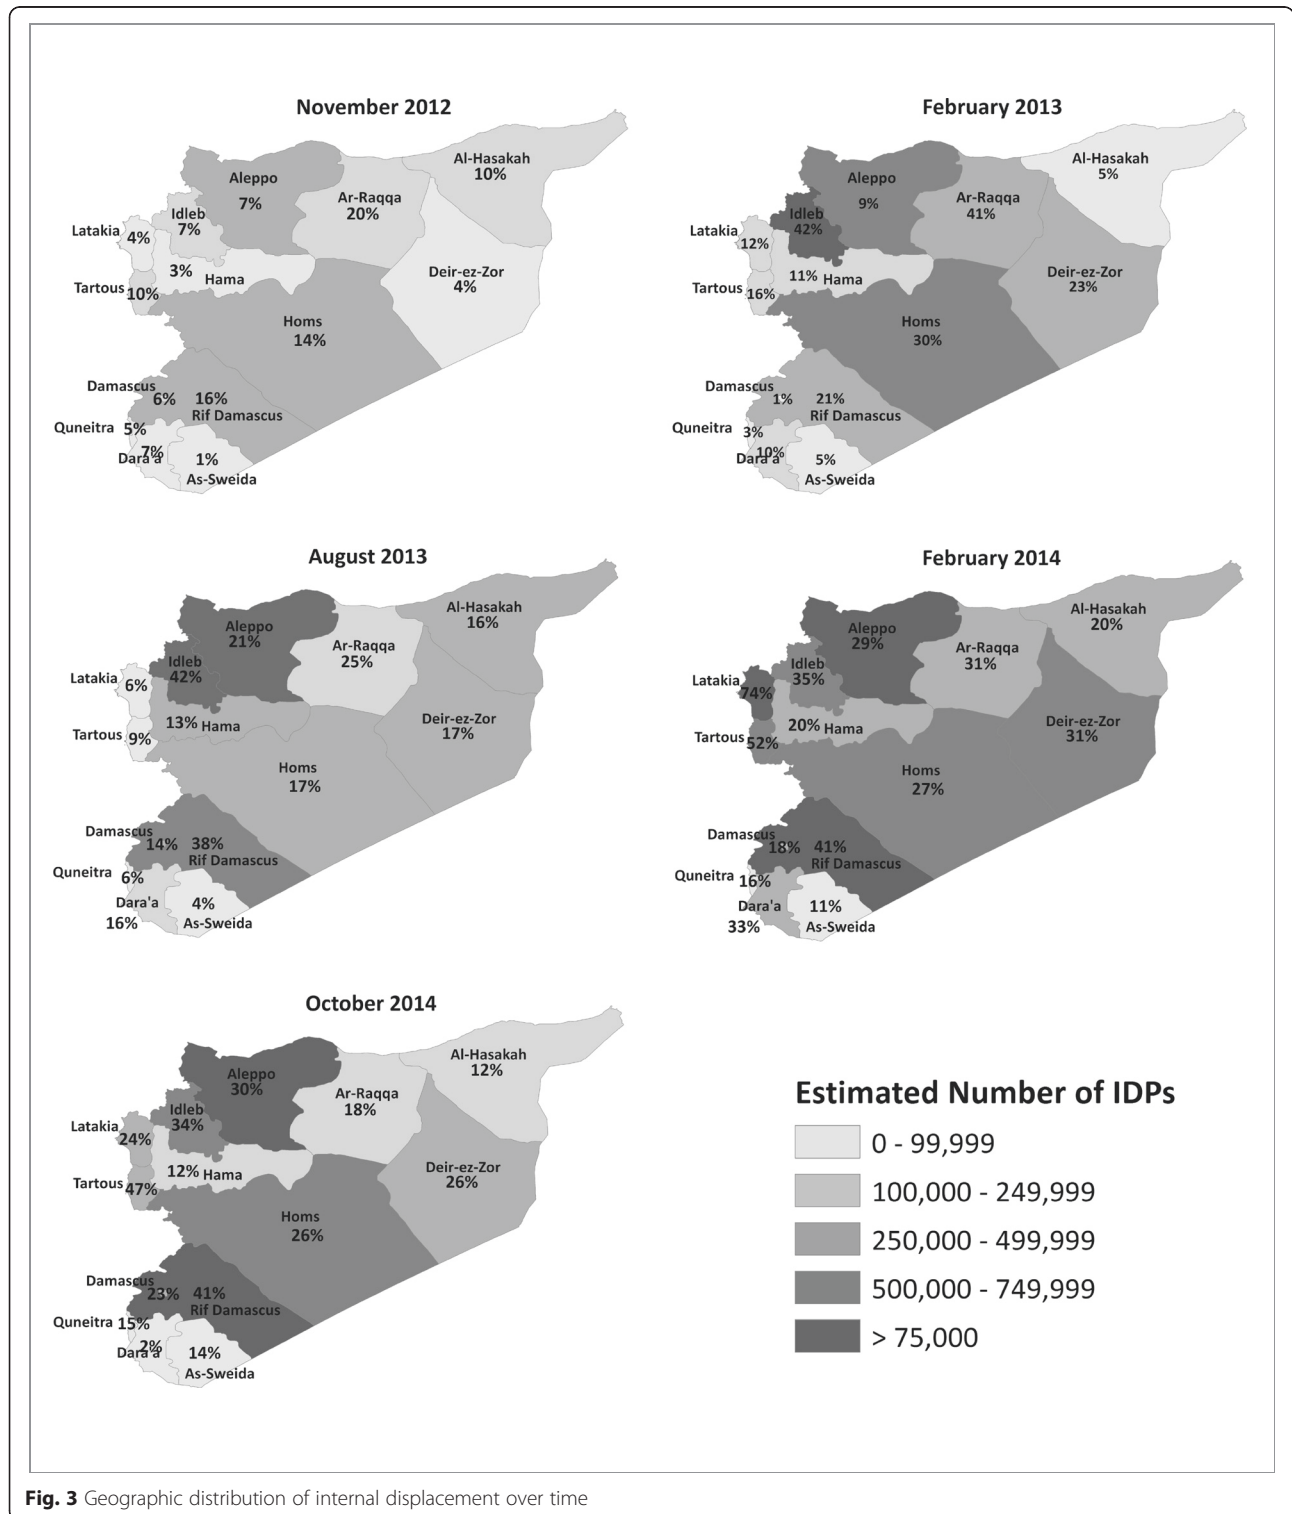 November 2012
Al-Hasakah
10%
Aleppo
7%
Ar-Raqqa
20%
Idleb
7%
Latakia
4%
3%
Hama
Deir-ez-Zor
4%
Tartous
10%
Homs
14%
Damascus
6%
16%
Rif Damascus
Quneitra
5%
7%
Dara'a
1%
As-Sweida
February 2013
Al-Hasakah
5%
Aleppo
9%
Ar-Raqqa
41%
Idleb
42%
Latakia
12%
11%
Hama
Deir-ez-Zor
23%
Tartous
16%
Homs
30%
Damascus
1%
21%
Rif Damascus
Quneitra
3%
10%
Dara'a
5%
As-Sweida
August 2013
Al-Hasakah
16%
Aleppo
21%
Ar-Raqqa
25%
Idleb
42%
Latakia
6%
13%
Hama
Deir-ez-Zor
17%
Tartous
9%
Homs
17%
Damascus
14%
38%
Rif Damascus
Quneitra
6%
Dara'a
16%
4%
As-Sweida
February 2014
Al-Hasakah
20%
Aleppo
29%
Ar-Raqqa
31%
Idleb
35%
Latakia
74%
20%
Hama
Deir-ez-Zor
31%
Tartous
52%
Homs
27%
Damascus
18%
41%
Rif Damascus
Quneitra
16%
Dara'a
33%
11%
As-Sweida
October 2014
Al-Hasakah
12%
Aleppo
30%
Ar-Raqqa
18%
Idleb
34%
Latakia
24%
12%
Hama
Deir-ez-Zor
26%
Tartous
47%
Homs
26%
Damascus
23%
41%
Rif Damascus
Quneitra
15%
2%
Dara'a
14%
As-Sweida
Estimated Number of IDPs
0 - 99,999
100,000 - 249,999
250,000 - 499,999
500,000 - 749,999
> 75,000
Fig. 3 Geographic distribution of internal displacement over time